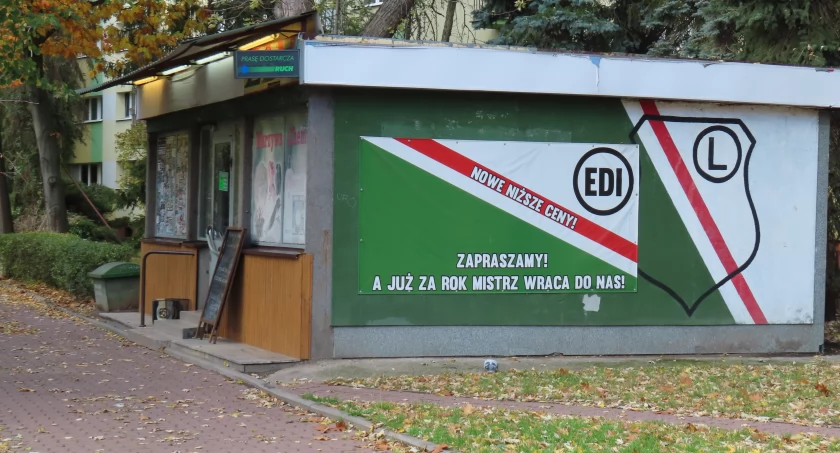 PRASĘ DOSTARCZA
RUCH
NOWE NIŻSZE CENY!
EDI
L
ZAPRASZAMY!
A JUŻ ZA ROK MISTRZ WRACA DO NAS!